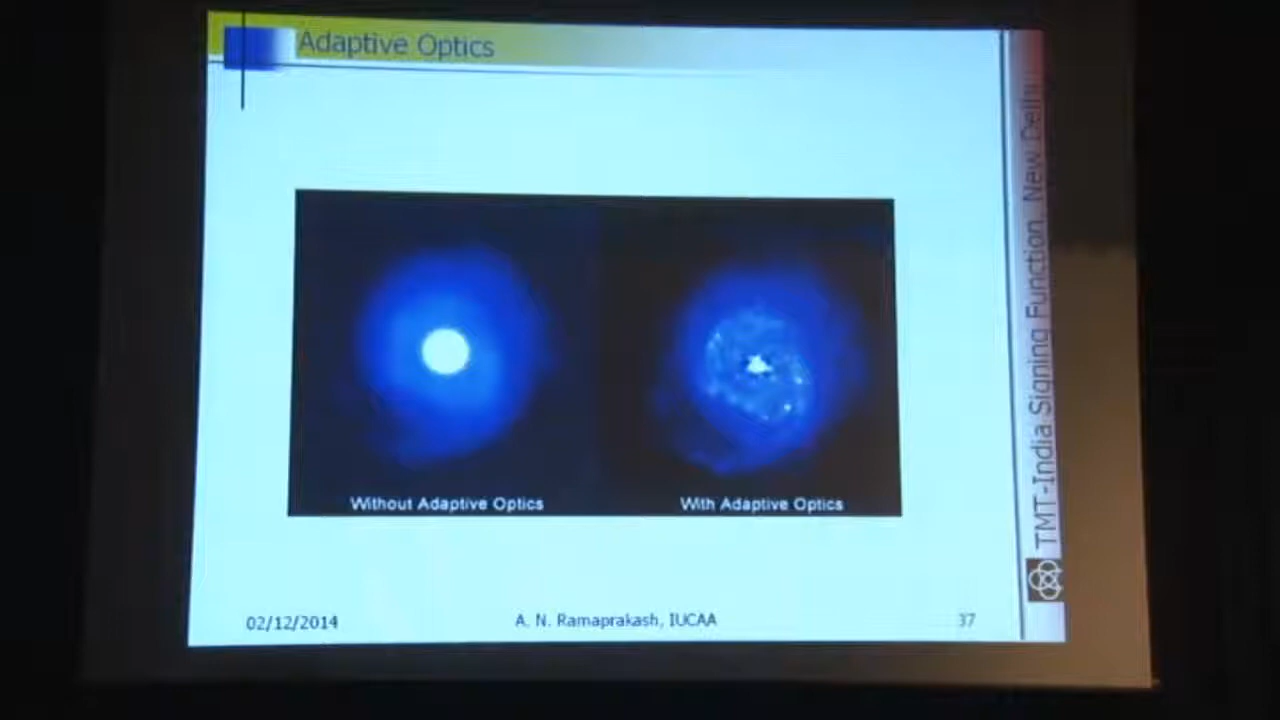 Adaptive Optics
Without Adaptive Optics
With Adaptive Optics
02/12/2014
A. N. Ramaprakash, IUCAA
37
TMT-India Signing Function, New Delhi